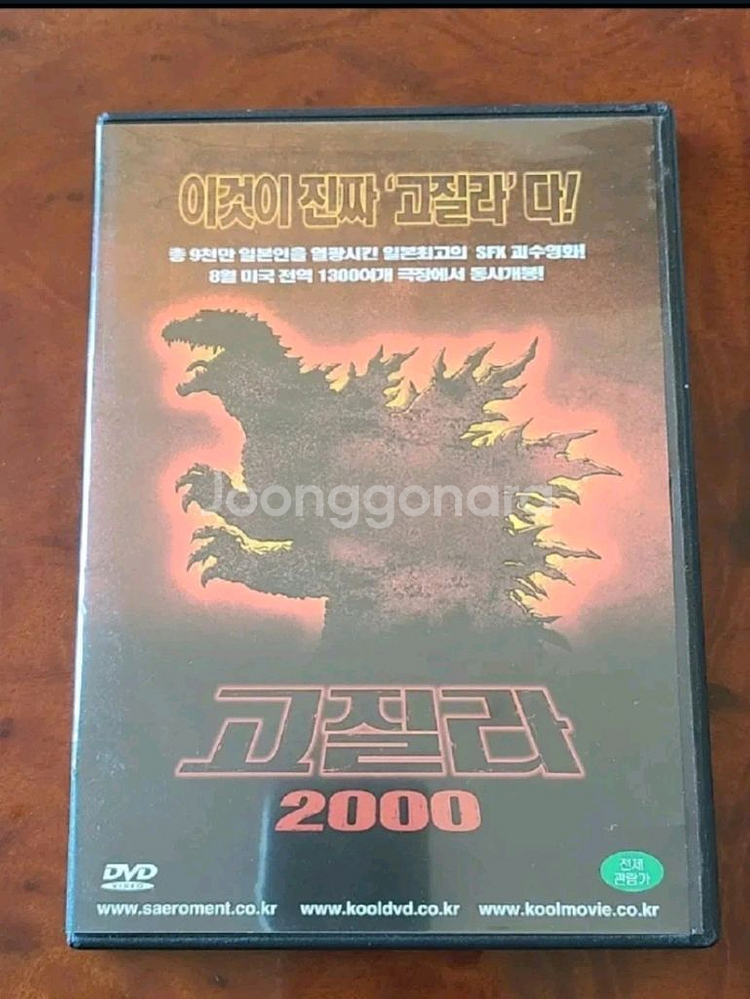 이것이 진짜 '고질라' 다!
총 9천만 일본인을 열광시킨 일본최고의 SFX 괴수영화!
8월 미국 전역 1300여개 극장에서 동시개봉!
Joonggonara
고질라
2000
DVD
VIDEO
전체
관람가
www.saeroment.co.kr www.kooldvd.co.kr www.koolmovie.co.kr